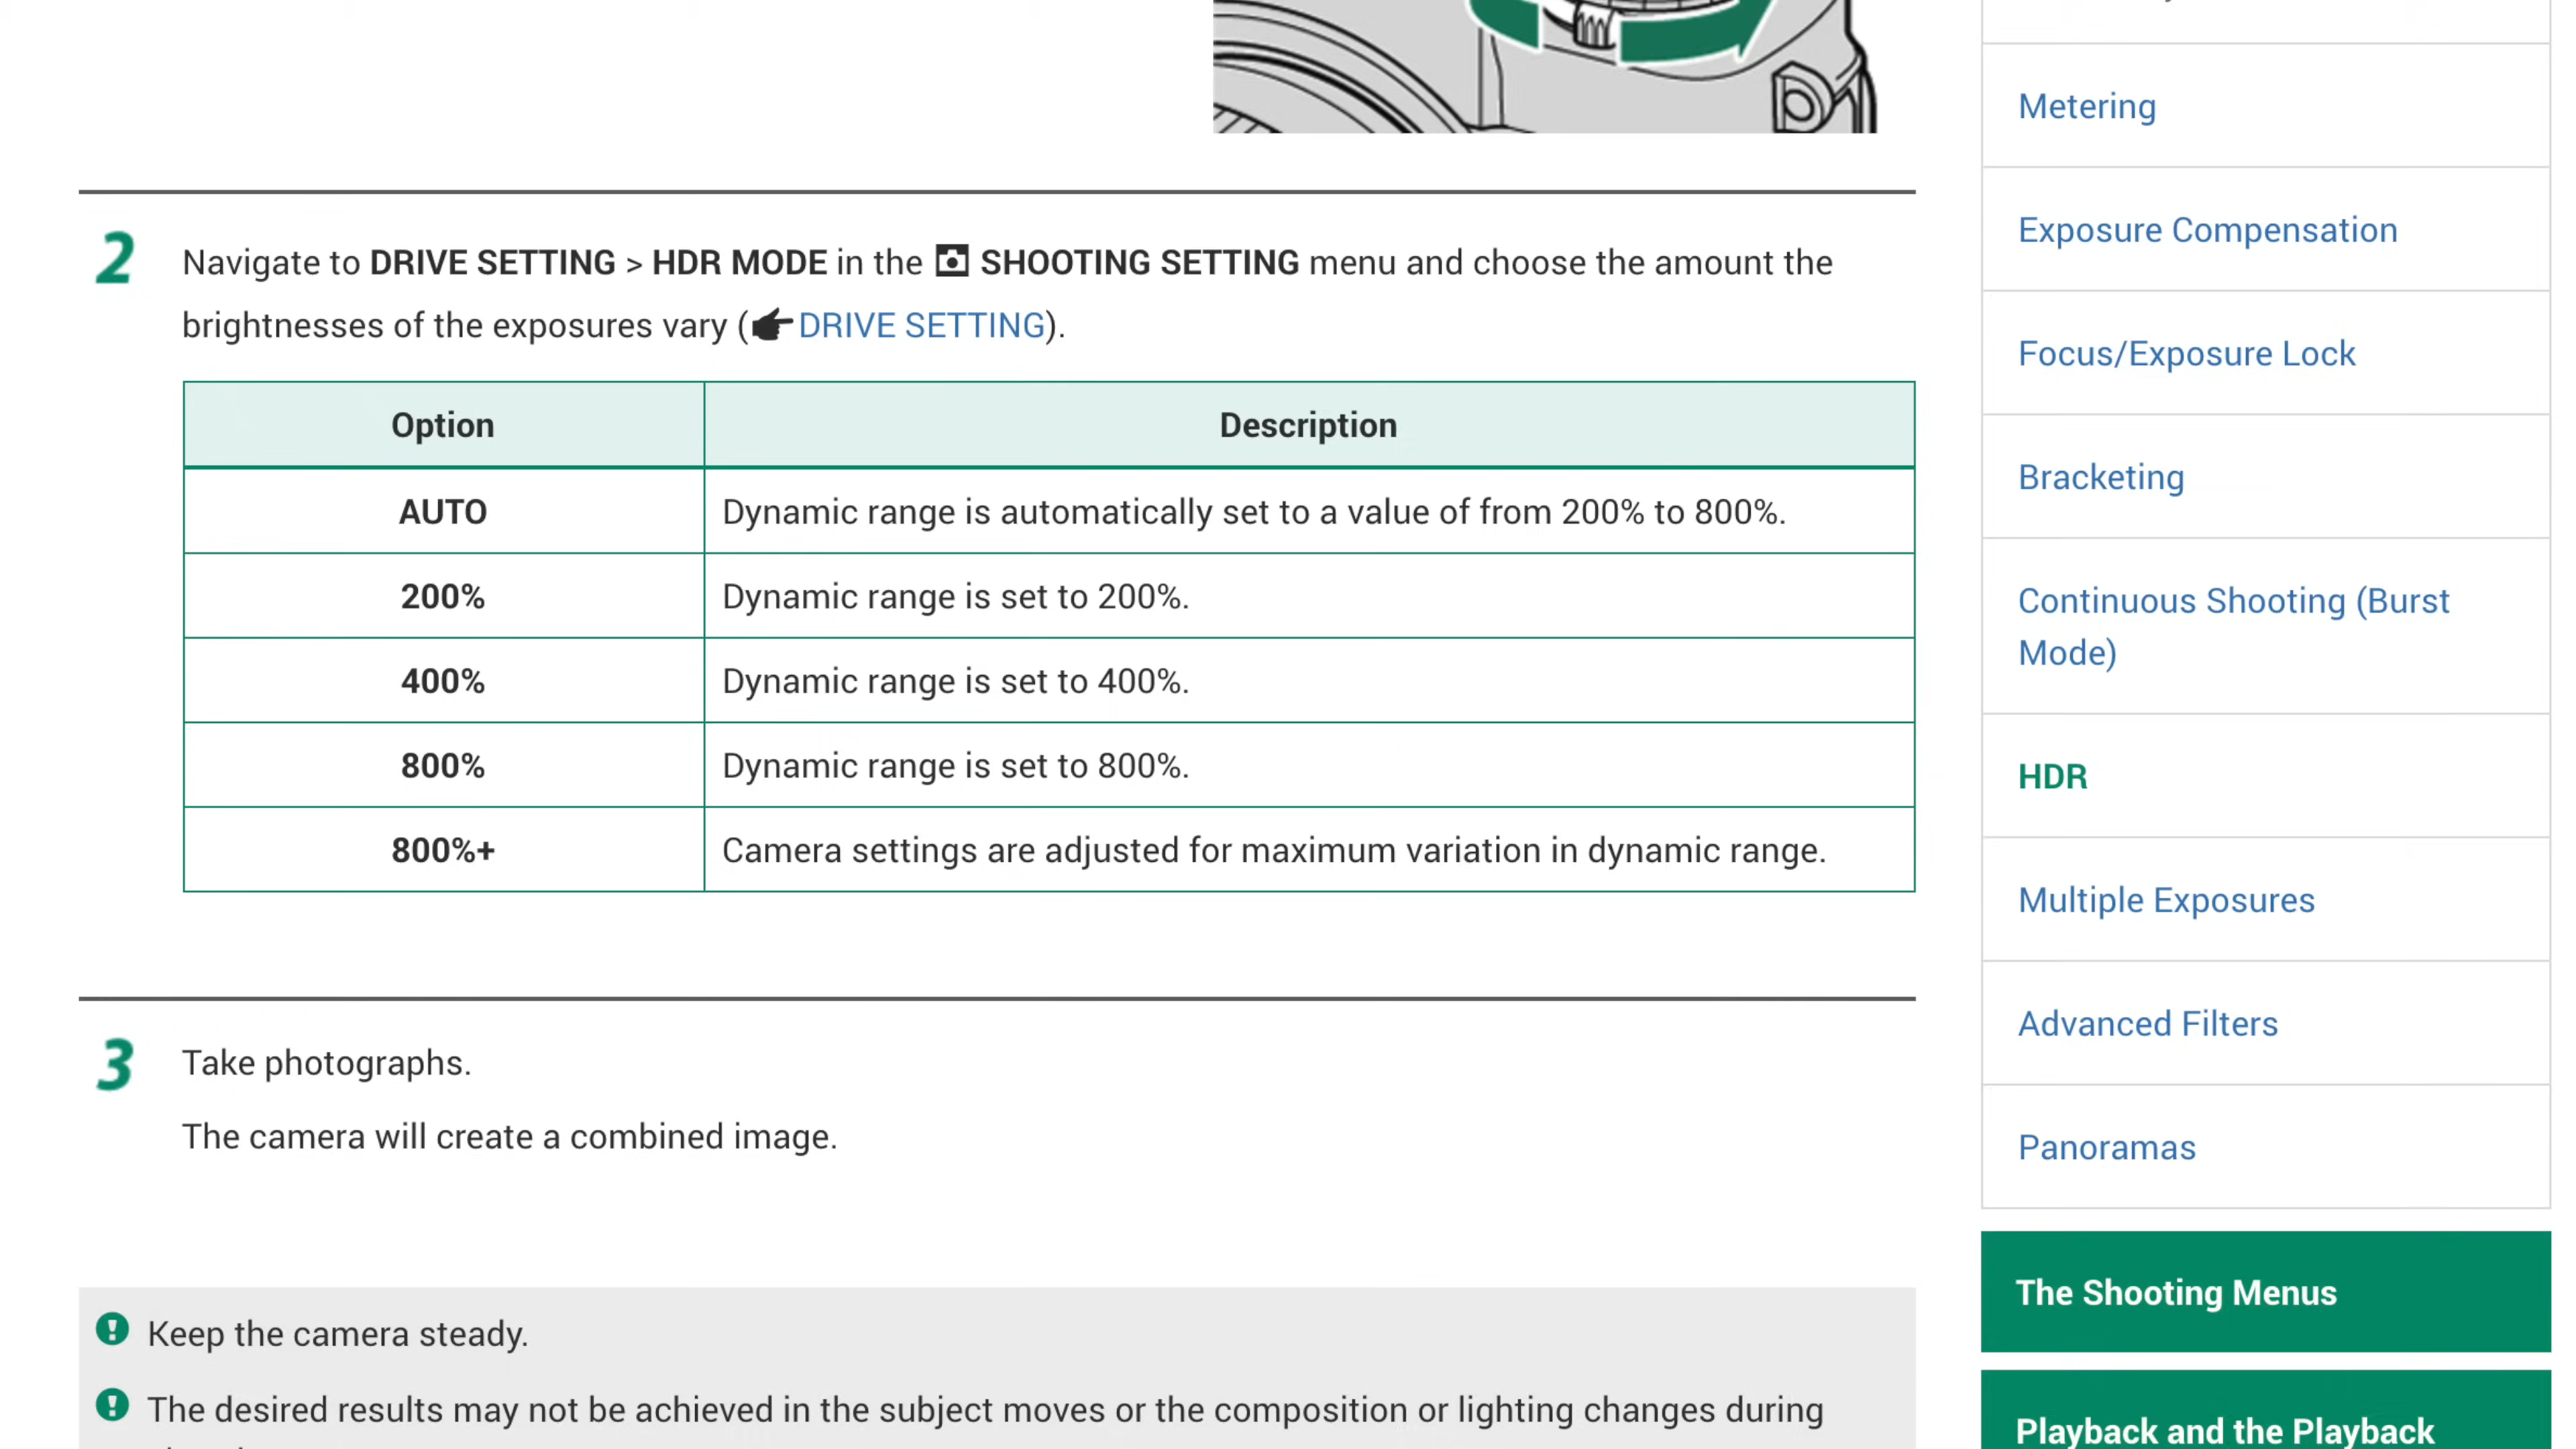 2 Navigate to DRIVE SETTING > HDR MODE in the SHOOTING SETTING menu and choose the amount the
brightnesses of the exposures vary (DRIVE SETTING).
Option Description
AUTO Dynamic range is automatically set to a value of from 200% to 800%.
200% Dynamic range is set to 200%.
400% Dynamic range is set to 400%.
800% Dynamic range is set to 800%.
800%+ Camera settings are adjusted for maximum variation in dynamic range.
3 Take photographs.
The camera will create a combined image.
Keep the camera steady.
The desired results may not be achieved in the subject moves or the composition or lighting changes during
Metering
Exposure Compensation
Focus/Exposure Lock
Bracketing
Continuous Shooting (Burst
Mode)
HDR
Multiple Exposures
Advanced Filters
Panoramas
The Shooting Menus
Playback and the Playback